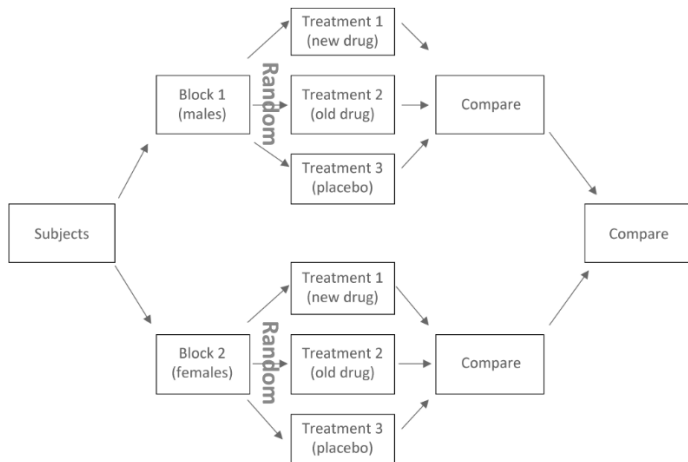 Treatment 1
(new drug)
Block 1
(males)
Random
Treatment 2
(old drug)
Compare
Treatment 3
(placebo)
Subjects
Compare
Treatment 1
(new drug)
Block 2
(females)
Random
Treatment 2
(old drug)
Compare
Treatment 3
(placebo)